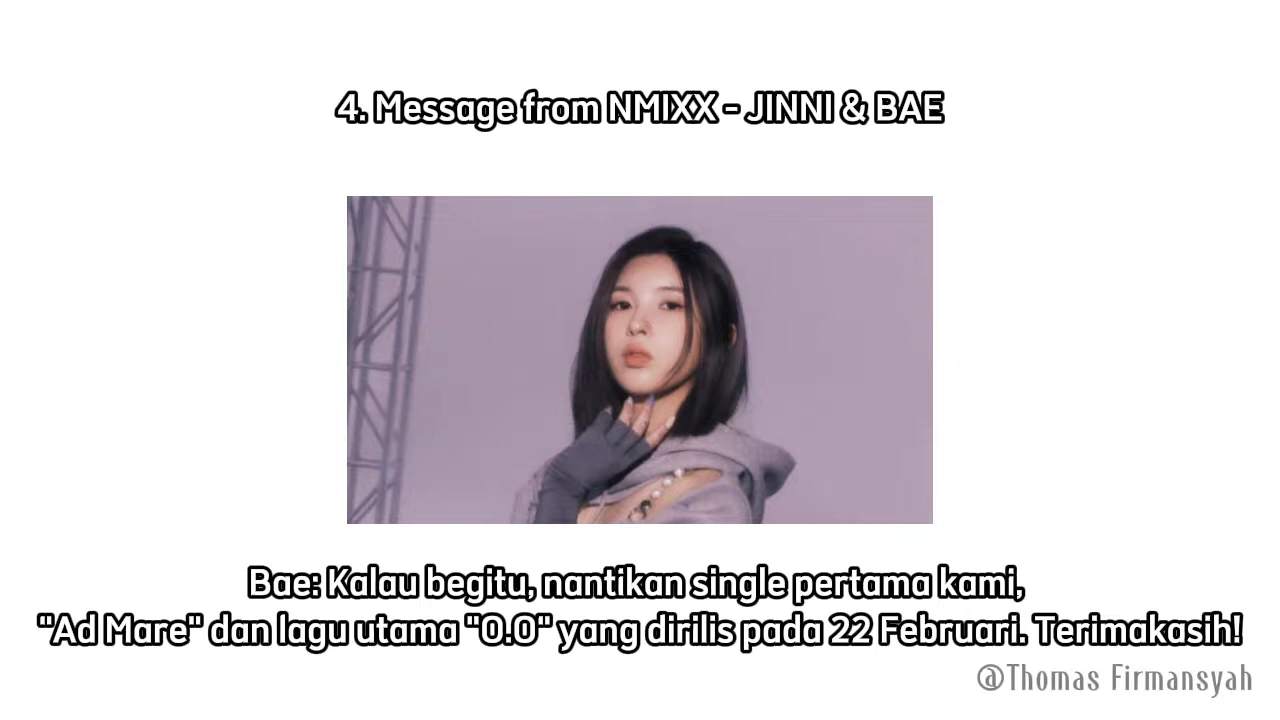 4. Message from NMIXX - JINNI & BAE
Bae: Kalau begitu, nantikan single pertama kami,
"Ad Mare" dan lagu utama "O.O" yang dirilis pada 22 Februari. Terimakasih!
@Thomas Firmansyah